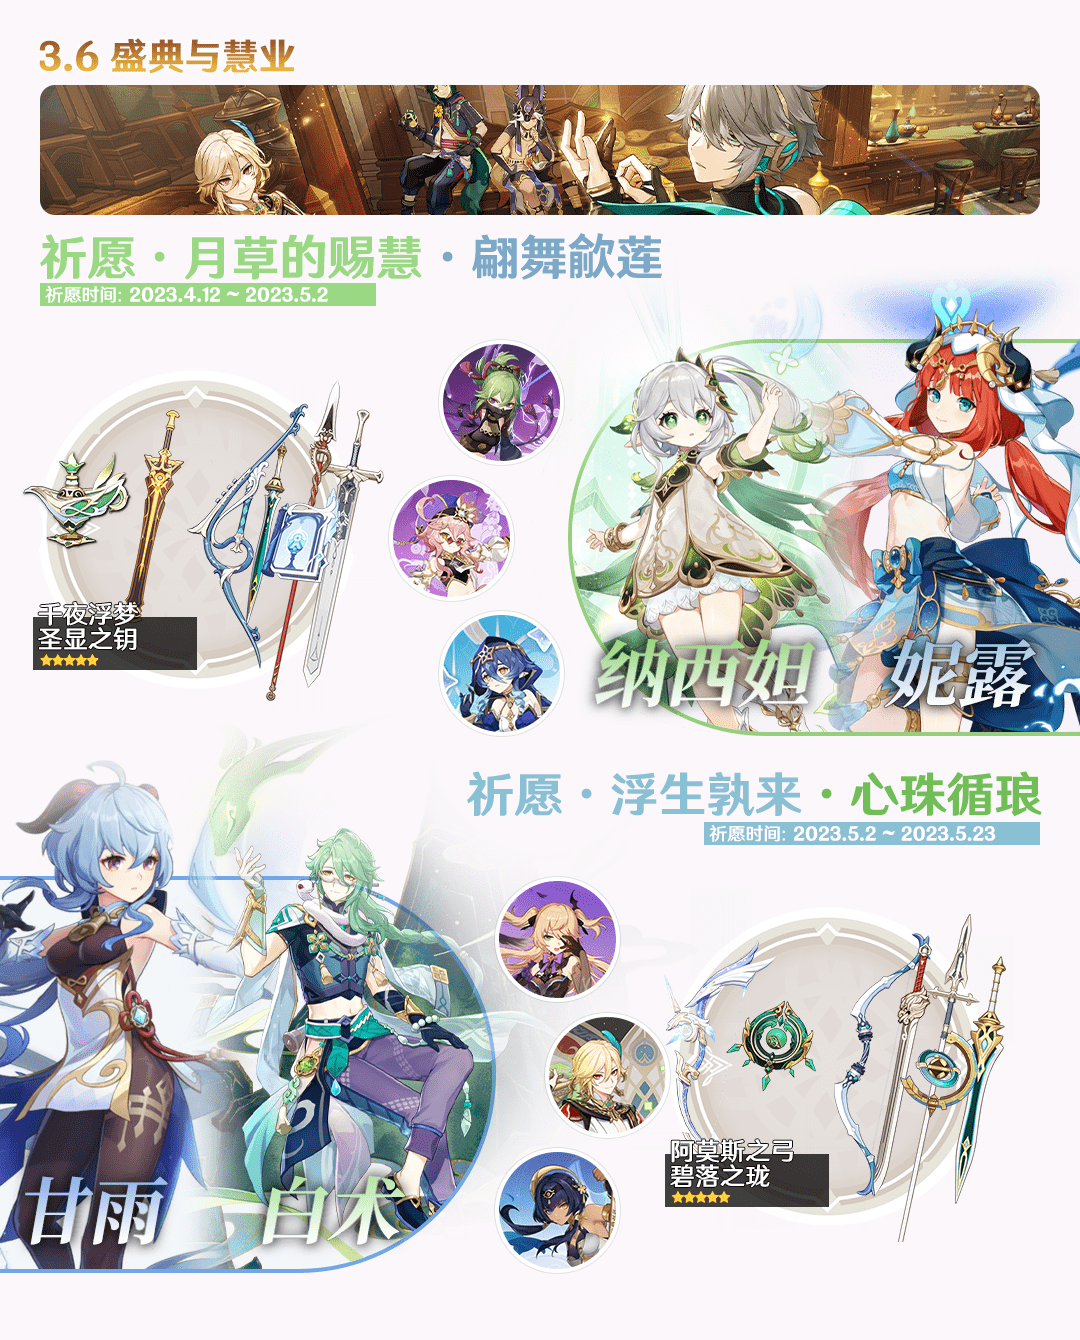 3.6 盛典与慧业
祈愿·月草的赐慧·翩舞歈莲
祈愿时间: 2023.4.12 ~ 2023.5.2
千夜浮梦
圣显之钥
纳西妲
妮露
祈愿·浮生孰来·心珠循琅
祈愿时间: 2023.5.2 ~ 2023.5.23
阿莫斯之弓
碧落之珑
甘雨
白术